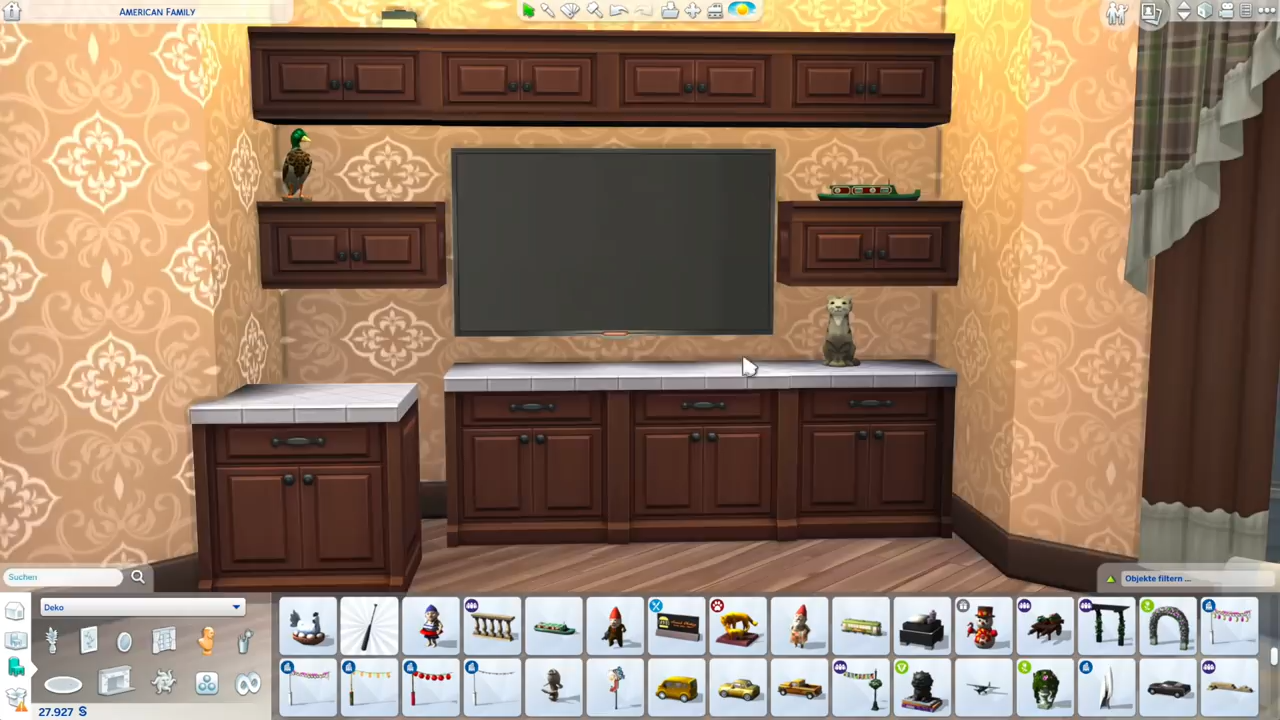 AMERICAN FAMILY
Suchen
Objekte filtern ...
Deko
27.927 $